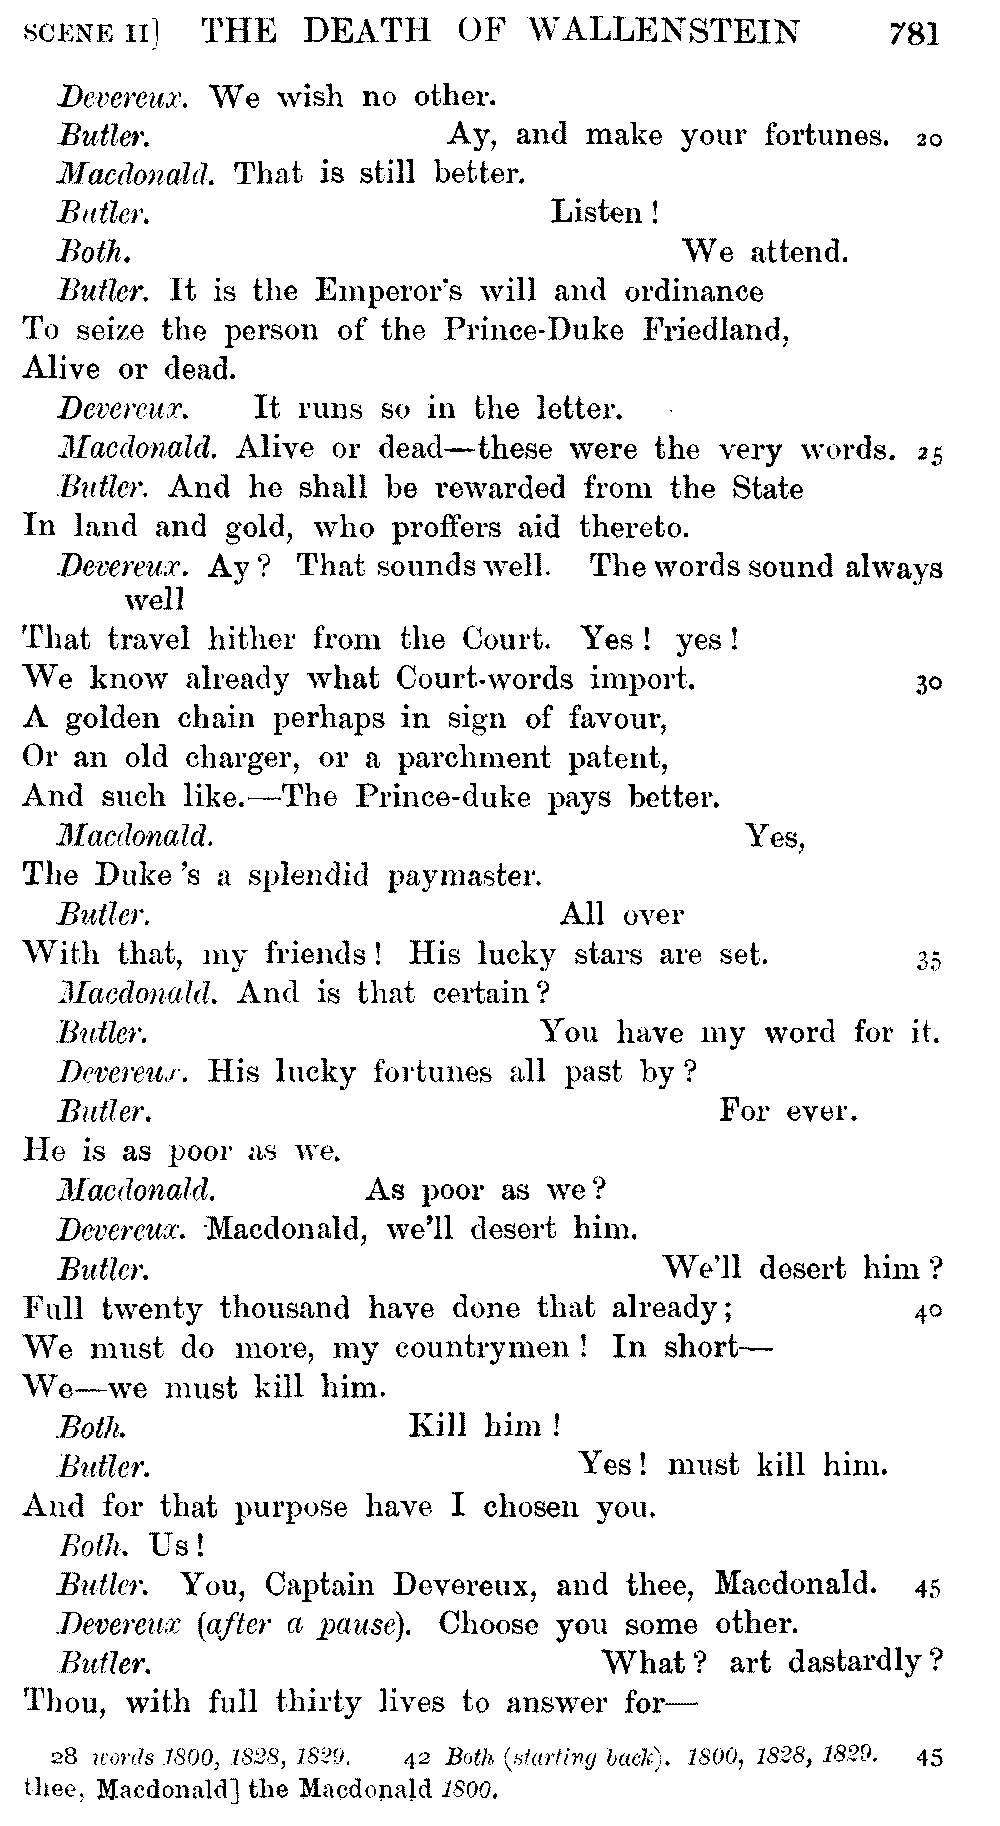 SCENE II] THE DEATH OF WALLENSTEIN 781
Devereux. We wish no other.
Butler. Ay, and make your fortunes. 20
Macdonald. That is still better.
Butler. Listen !
Both. We attend.
Butler. It is the Emperor's will and ordinance
To seize the person of the Prince-Duke Friedland,
Alive or dead.
Devereux. It runs so in the letter.
Macdonald. Alive or dead—these were the very words. 25
Butler. And he shall be rewarded from the State
In land and gold, who proffers aid thereto.
Devereux. Ay ? That sounds well. The words sound always
well
That travel hither from the Court. Yes ! yes !
We know already what Court-words import. 30
A golden chain perhaps in sign of favour,
Or an old charger, or a parchment patent,
And such like.—The Prince-duke pays better.
Macdonald. Yes,
The Duke 's a splendid paymaster.
Butler. All over
With that, my friends ! His lucky stars are set. 35
Macdonald. And is that certain ?
Butler. You have my word for it.
Devereux. His lucky fortunes all past by ?
Butler. For ever.
He is as poor as we.
Macdonald. As poor as we ?
Devereux. Macdonald, we'll desert him.
Butler. We'll desert him ?
Full twenty thousand have done that already ; 40
We must do more, my countrymen ! In short—
We—we must kill him.
Both. Kill him !
Butler. Yes ! must kill him.
And for that purpose have I chosen you.
Both. Us !
Butler. You, Captain Devereux, and thee, Macdonald. 45
Devereux (after a pause). Choose you some other.
Butler. What ? art dastardly ?
Thou, with full thirty lives to answer for—
28 words 1800, 1828, 1829. 42 Both (starting back). 1800, 1828, 1829. 45
thee, Macdonald] the Macdonald 1800.